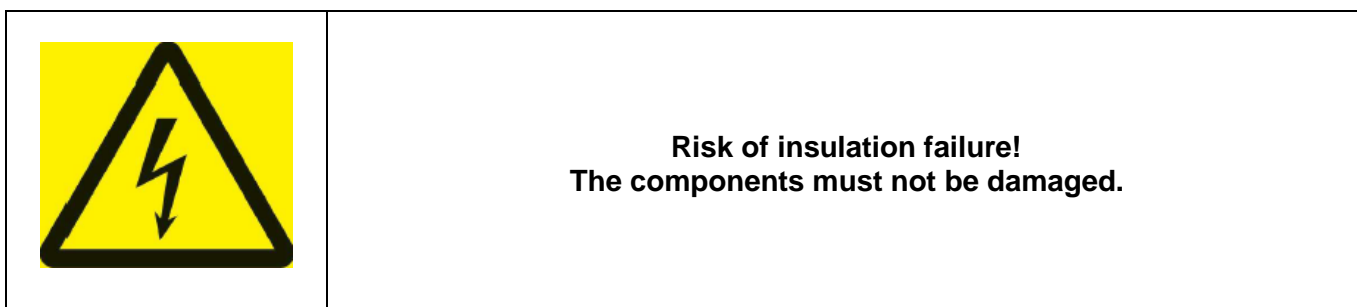 Risk of insulation failure!
The components must not be damaged.